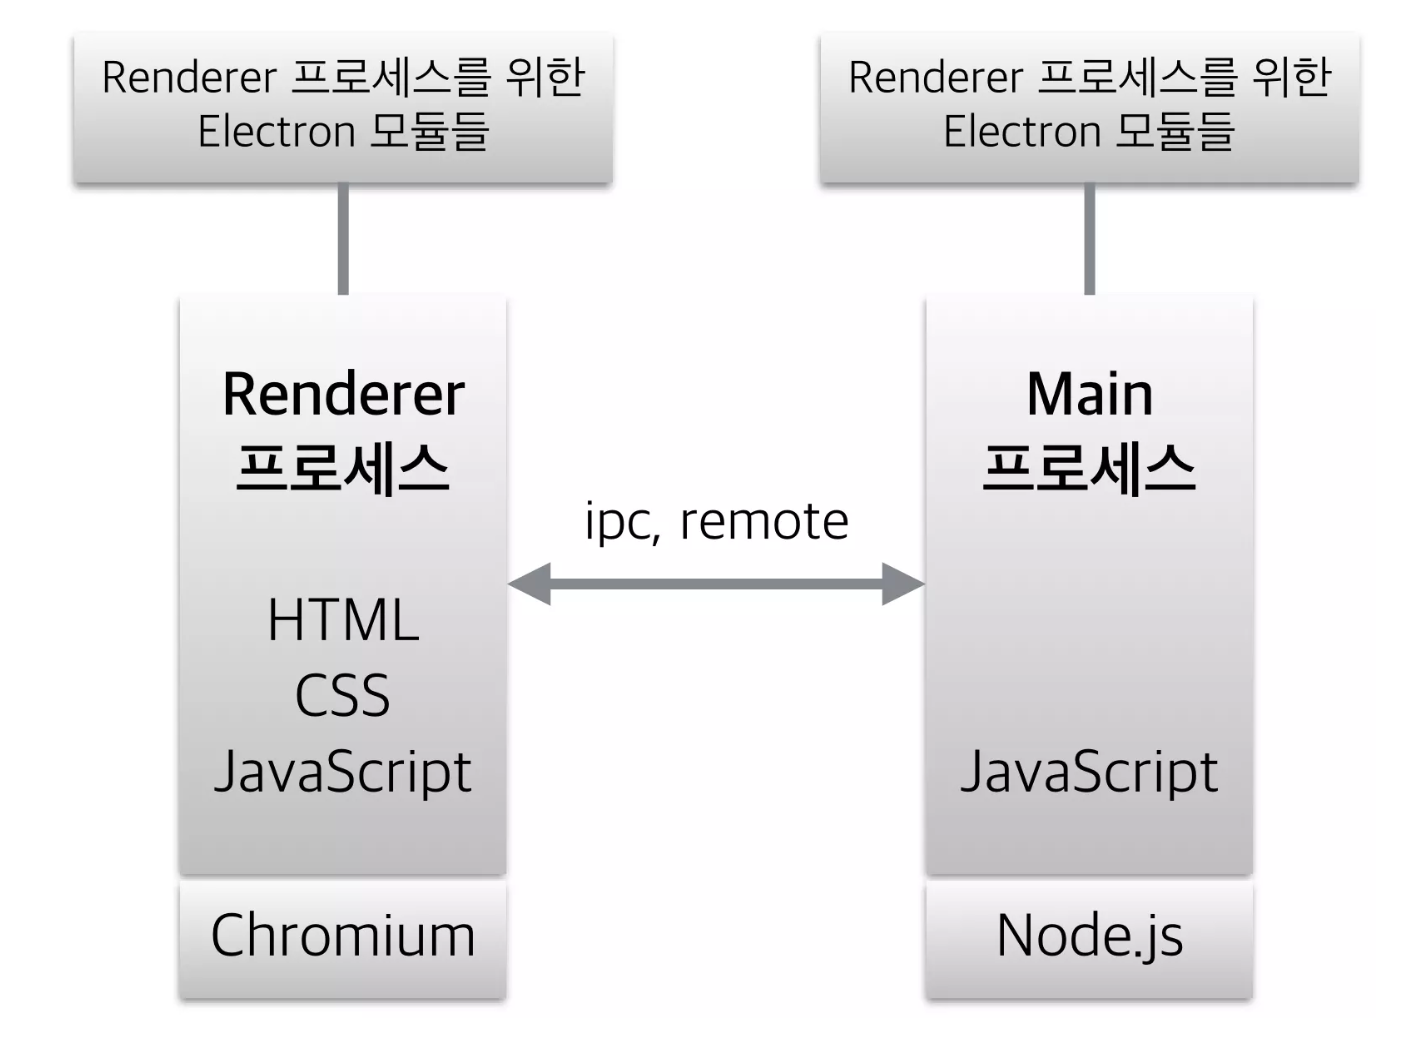 Renderer 프로세스를 위한
Electron 모듈들
Renderer 프로세스를 위한
Electron 모듈들
Renderer
프로세스
HTML
CSS
JavaScript
Chromium
ipc, remote
Main
프로세스
JavaScript
Node.js